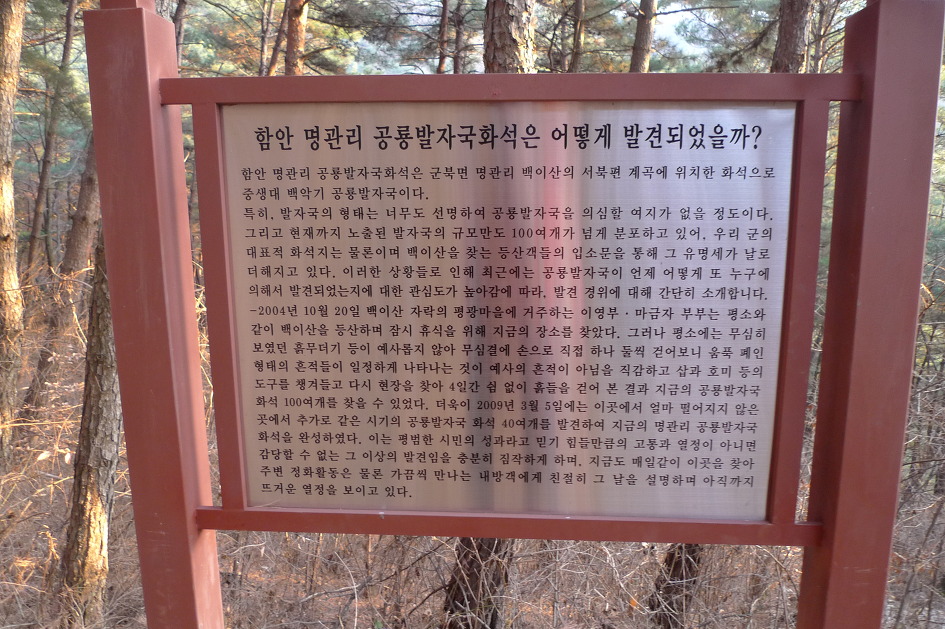 함안 명관리 공룡발자국화석은 어떻게 발견되었을까?
함안 명관리 공룡발자국화석은 군북면 명관리 백이산의 서북편 계곡에 위치한 화석으로
중생대 백악기 공룡발자국이다.
특히, 발자국의 형태는 너무도 선명하여 공룡발자국을 의심할 여지가 없을 정도이다.
그리고 현재까지 노출된 발자국의 규모만도 100여개가 넘게 분포하고 있어, 우리 군의
대표적 화석지는 물론이며 백이산을 찾는 등산객들의 입소문을 통해 그 유명세가 날로
더해지고 있다. 이러한 상황들로 인해 최근에는 공룡발자국이 언제 어떻게 또 누구에
의해서 발견되었는지에 대한 관심도가 높아감에 따라, 발견 경위에 대해 간단히 소개합니다.
-2004년 10월 20일 백이산 자락의 평광마을에 거주하는 이영부·마금자 부부는 평소와
같이 백이산을 등산하며 잠시 휴식을 위해 지금의 장소를 찾았다. 그러나 평소에는 무심히
보였던 흙무더기 등이 예사롭지 않아 무심결에 손으로 직접 하나 둘씩 걷어보니 움푹 폐인
형태의 흔적들이 일정하게 나타나는 것이 예사의 흔적이 아님을 직감하고 삽과 호미 등의
도구를 챙겨들고 다시 현장을 찾아 4일간 쉼 없이 흙들을 걷어 본 결과 지금의 공룡발자국
화석 100여개를 찾을 수 있었다. 더욱이 2009년 3월 5일에는 이곳에서 얼마 떨어지지 않은
곳에서 추가로 같은 시기의 공룡발자국 화석 40여개를 발견하여 지금의 명관리 공룡발자국
화석을 완성하였다. 이는 평범한 시민의 성과라고 믿기 힘들만큼의 고통과 열정이 아니면
감당할 수 없는 그 이상의 발견임을 충분히 짐작하게 하며, 지금도 매일같이 이곳을 찾아
주변 정화활동은 물론 가끔씩 만나는 내방객에게 친절히 그 날을 설명하며 아직까지
뜨거운 열정을 보이고 있다.